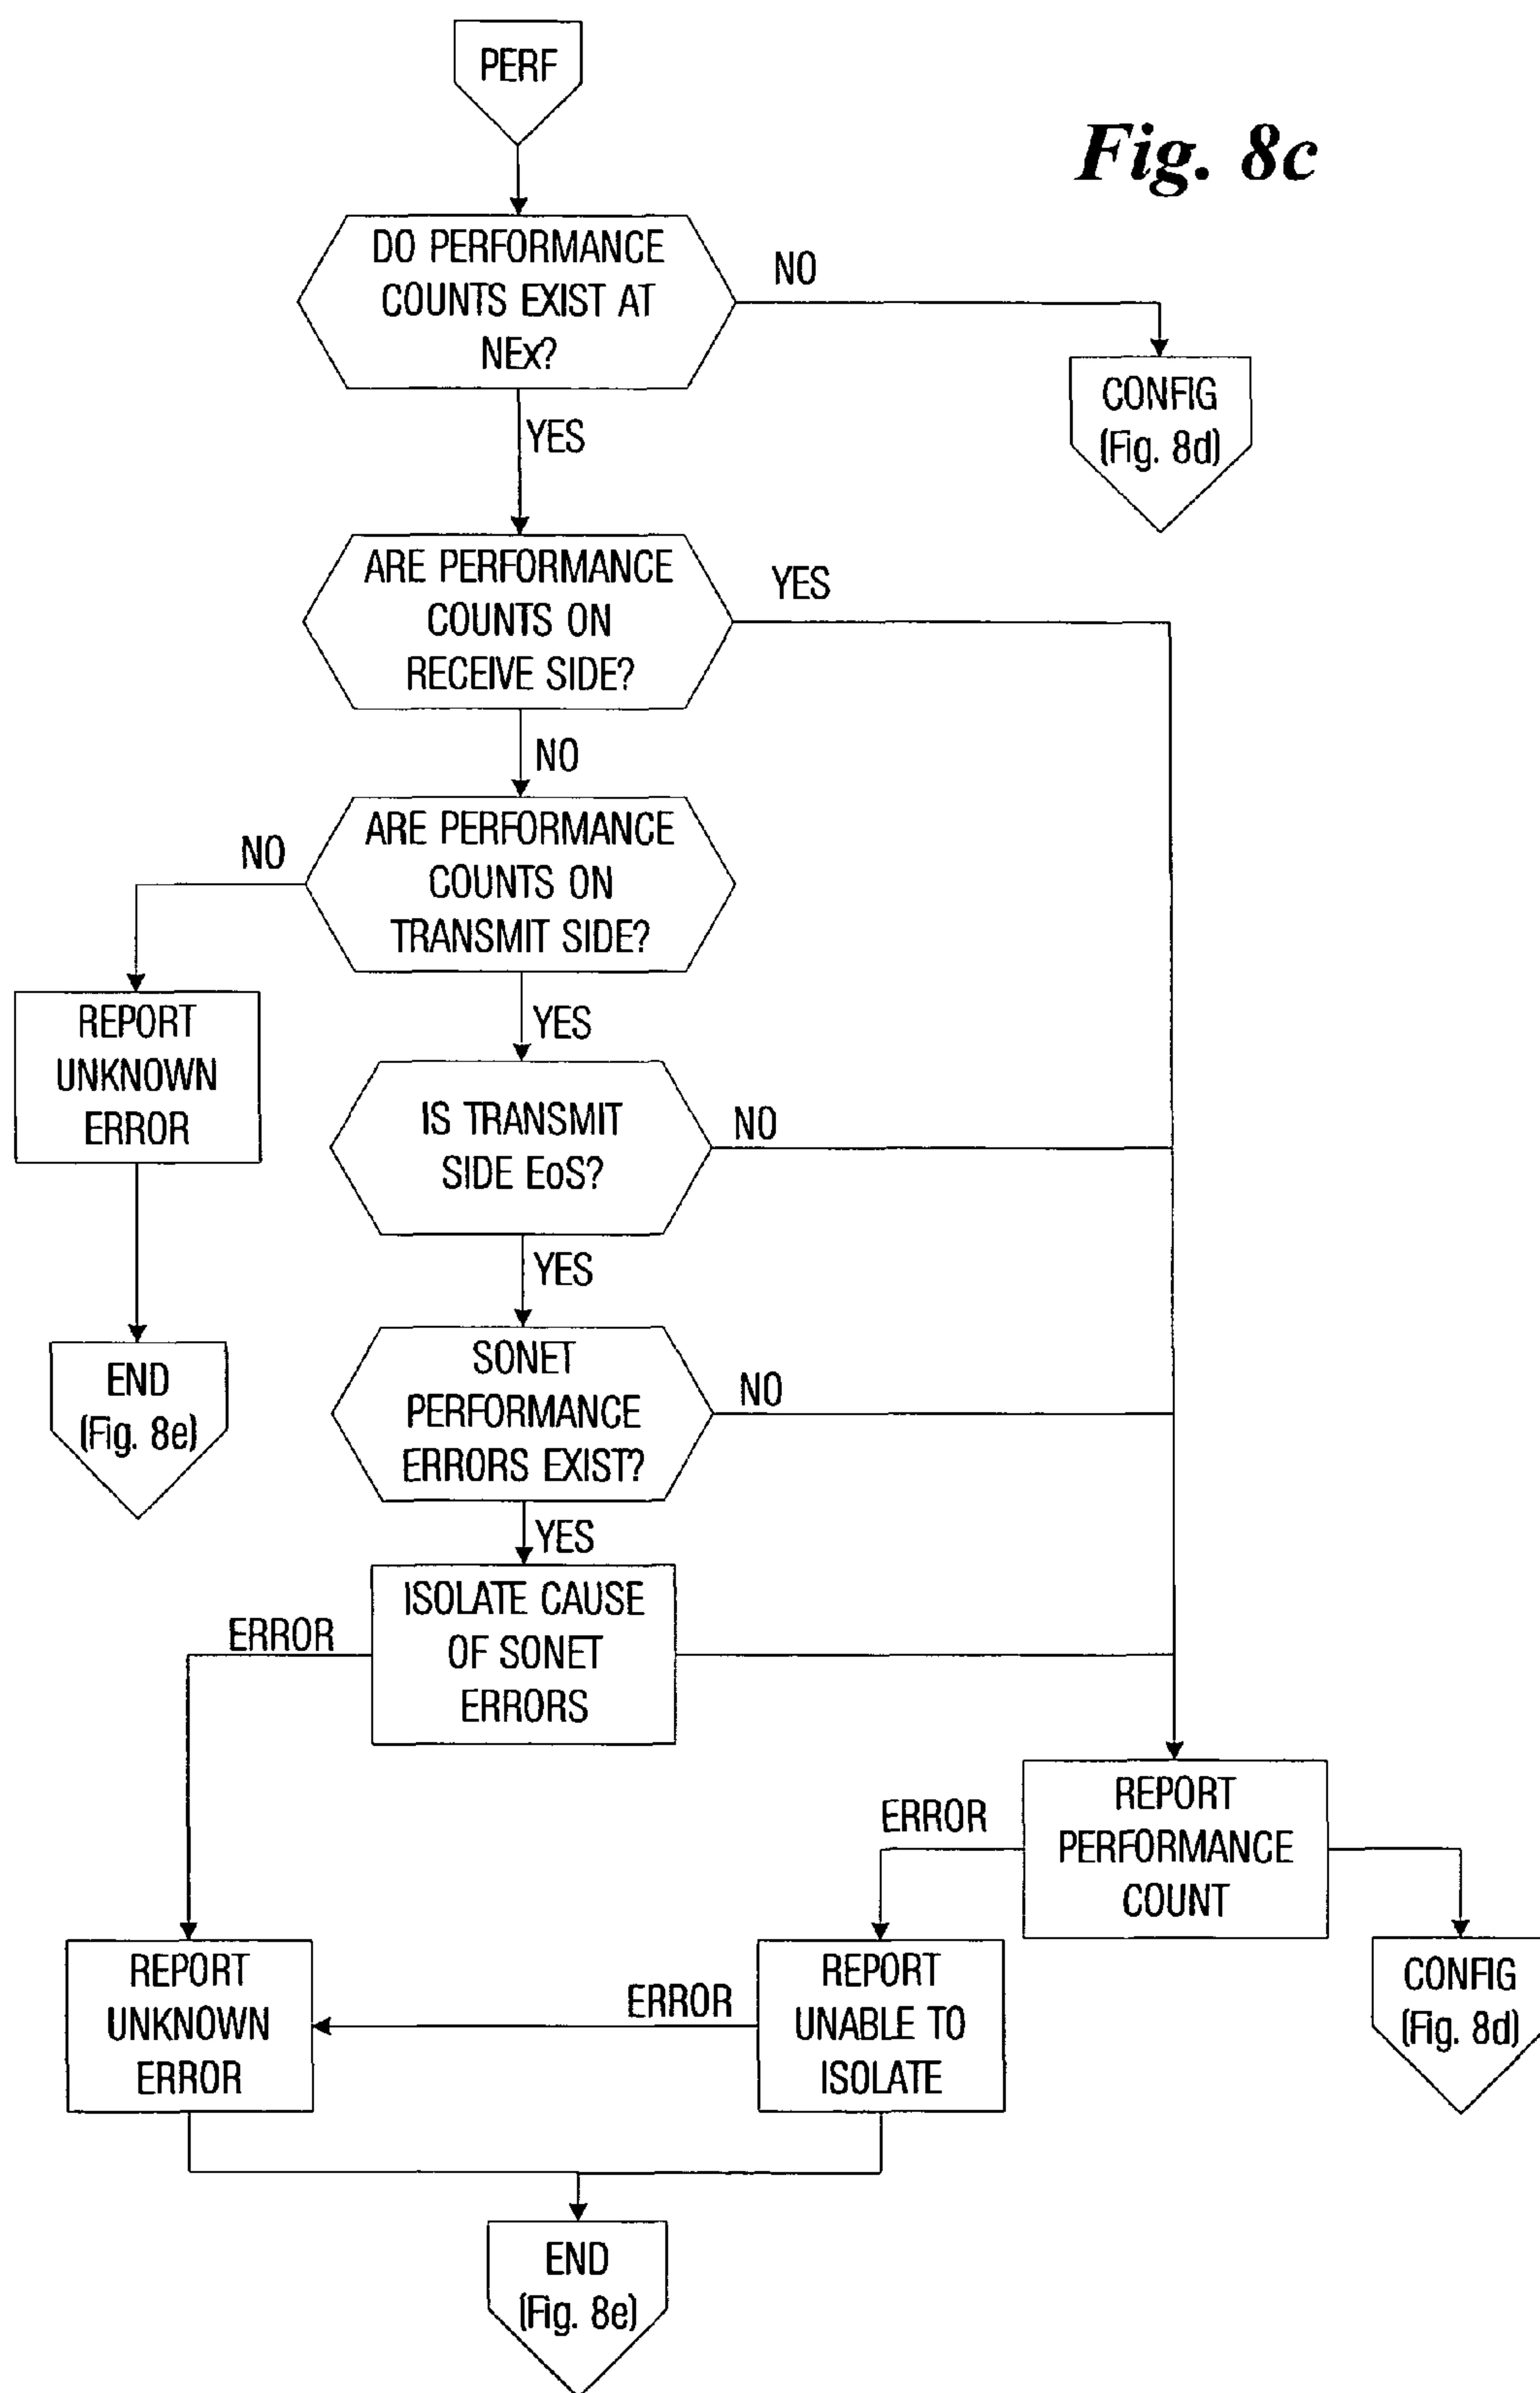 PERF
Fig. 8c
DO PERFORMANCE
COUNTS EXIST AT
NEx?
NO
CONFIG
(Fig. 8d)
YES
ARE PERFORMANCE
COUNTS ON
RECEIVE SIDE?
YES
NO
ARE PERFORMANCE
COUNTS ON
TRANSMIT SIDE?
NO
REPORT
UNKNOWN
ERROR
END
(Fig. 8e)
YES
IS TRANSMIT
SIDE EoS?
NO
YES
SONET
PERFORMANCE
ERRORS EXIST?
NO
YES
ISOLATE CAUSE
OF SONET
ERRORS
ERROR
REPORT
PERFORMANCE
COUNT
ERROR
CONFIG
(Fig. 8d)
REPORT
UNABLE TO
ISOLATE
ERROR
REPORT
UNKNOWN
ERROR
END
(Fig. 8e)